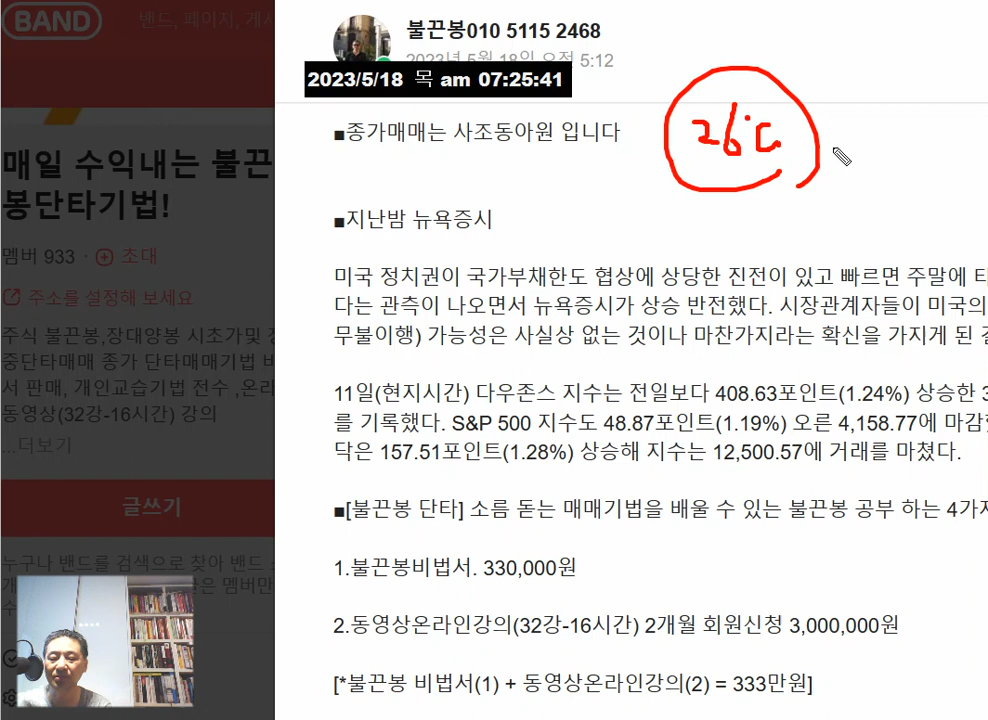 BAND
밴드, 페이지, 게시
매일 수익내는 불끈
봉단타기법!
멤버 933 · 초대
주소를 설정해 보세요
주식 불끈봉,장대양봉 시초가및 장
중단타매매 종가 단타매매기법 비
서 판매, 개인교습기법 전수 ,온라
동영상(32강-16시간) 강의
...더보기
글쓰기
누구나 밴드를 검색으로 찾아 밴드
불끈봉010 5115 2468
2023년 5월 18일 오전 5:12
2023/5/18 목 am 07:25:41
26°C
■종가매매는 사조동아원 입니다
■지난밤 뉴욕증시
미국 정치권이 국가부채한도 협상에 상당한 진전이 있고 빠르면 주말에 타
다는 관측이 나오면서 뉴욕증시가 상승 반전했다. 시장관계자들이 미국의
무불이행) 가능성은 사실상 없는 것이나 마찬가지라는 확신을 가지게 된 결
11일(현지시간) 다우존스 지수는 전일보다 408.63포인트(1.24%) 상승한 3
를 기록했다. S&P 500 지수도 48.87포인트(1.19%) 오른 4,158.77에 마감했
닥은 157.51포인트(1.28%) 상승해 지수는 12,500.57에 거래를 마쳤다.
■[불끈봉 단타] 소름 돋는 매매기법을 배울 수 있는 불끈봉 공부 하는 4가지
1.불끈봉비법서. 330,000원
2.동영상온라인강의(32강-16시간) 2개월 회원신청 3,000,000원
[*불끈봉 비법서(1) + 동영상온라인강의(2) = 333만원]